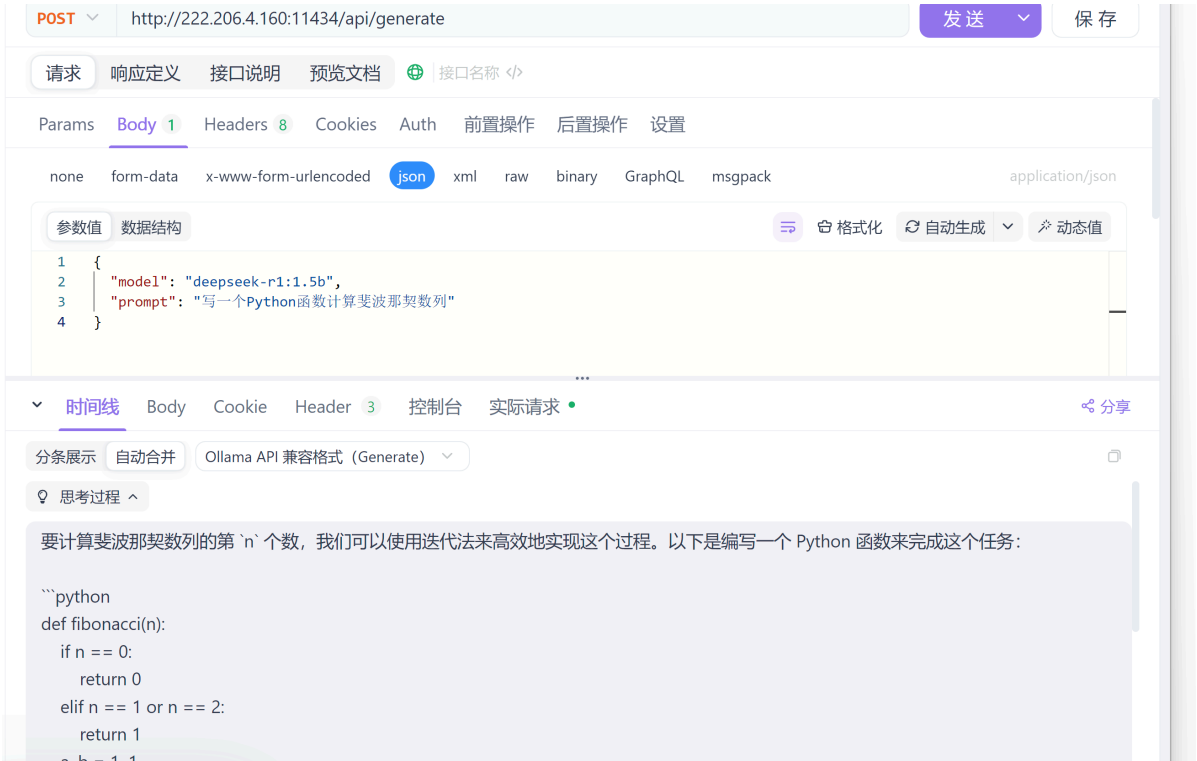 POST http://222.206.4.160:11434/api/generate 发送 保存
请求 响应定义 接口说明 预览文档 接口名称 </>
Params Body 1 Headers 8 Cookies Auth 前置操作 后置操作 设置
none form-data x-www-form-urlencoded json xml raw binary GraphQL msgpack application/json
参数值 数据结构 格式化 自动生成 动态值
1 {
2 "model": "deepseek-r1:1.5b",
3 "prompt": "写一个Python函数计算斐波那契数列"
4 }
时间线 Body Cookie Header 3 控制台 实际请求 分享
分条展示 自动合并 Ollama API 兼容格式（Generate）
思考过程
要计算斐波那契数列的第 `n` 个数，我们可以使用迭代法来高效地实现这个过程。以下是编写一个 Python 函数来完成这个任务：
```python
def fibonacci(n):
if n == 0:
return 0
elif n == 1 or n == 2:
return 1
a, b = 1, 1